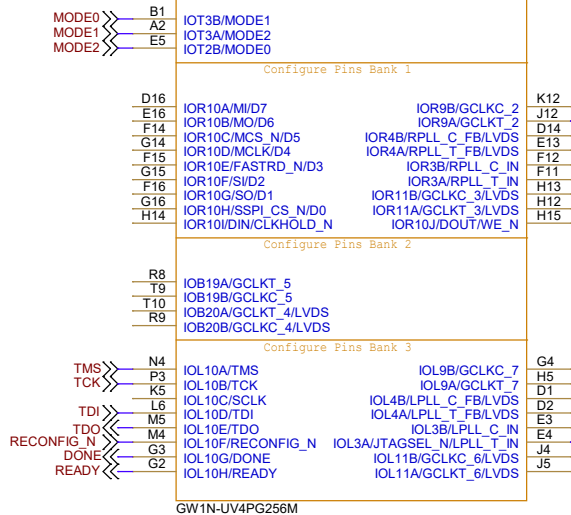 MODE0 B1 IOT3B/MODE1
MODE1 A2 IOT3A/MODE2
MODE2 E5 IOT2B/MODE0
Configure Pins Bank 1
D16 IOR10A/MI/D7 IOR9B/GCLKC_2 K12
E16 IOR10B/MO/D6 IOR9A/GCLKT_2 J12
F14 IOR10C/MCS_N/D5 IOR4B/RPLL_C_FB/LVDS D14
G14 IOR10D/MCLK/D4 IOR4A/RPLL_T_FB/LVDS E13
F15 IOR10E/FASTRD_N/D3 IOR3B/RPLL_C_IN F12
G15 IOR10F/SI/D2 IOR3A/RPLL_T_IN F11
F16 IOR10G/SO/D1 IOR11B/GCLKC_3/LVDS H13
G16 IOR10H/SSPI_CS_N/D0 IOR11A/GCLKT_3/LVDS H12
H14 IOR10I/DIN/CLKHOLD_N IOR10J/DOUT/WE_N H15
Configure Pins Bank 2
R8 IOB19A/GCLKT_5
T9 IOB19B/GCLKC_5
T10 IOB20A/GCLKT_4/LVDS
R9 IOB20B/GCLKC_4/LVDS
Configure Pins Bank 3
TMS N4 IOL10A/TMS IOL9B/GCLKC_7 G4
TCK P3 IOL10B/TCK IOL9A/GCLKT_7 H5
K5 IOL10C/SCLK IOL4B/LPLL_C_FB/LVDS D1
TDI L6 IOL10D/TDI IOL4A/LPLL_T_FB/LVDS D2
TDO M5 IOL10E/TDO IOL3B/LPLL_C_IN E3
RECONFIG_N M4 IOL10F/RECONFIG_N IOL3A/JTAGSEL_N/LPLL_T_IN E4
DONE G3 IOL10G/DONE IOL11B/GCLKC_6/LVDS J4
READY G2 IOL10H/READY IOL11A/GCLKT_6/LVDS J5
GW1N-UV4PG256M